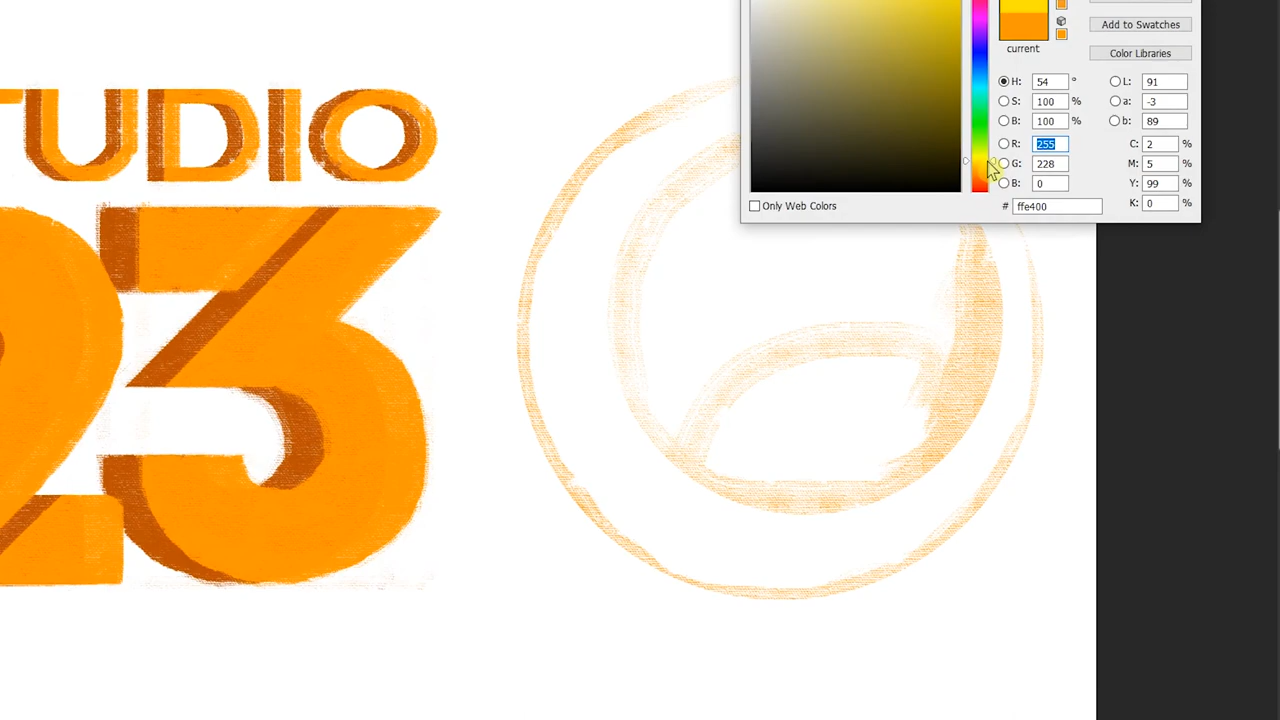 TUDIO
23
Add to Swatches
current
Color Libraries
H: 54 ° L: 91
S: 100 % a: -3
B: 100 % b: 89
R: 255 C: 2 %
G: 228 M: 5 %
B: 0 Y: 99 %
K: 0 %
Only Web Colors # ffe400